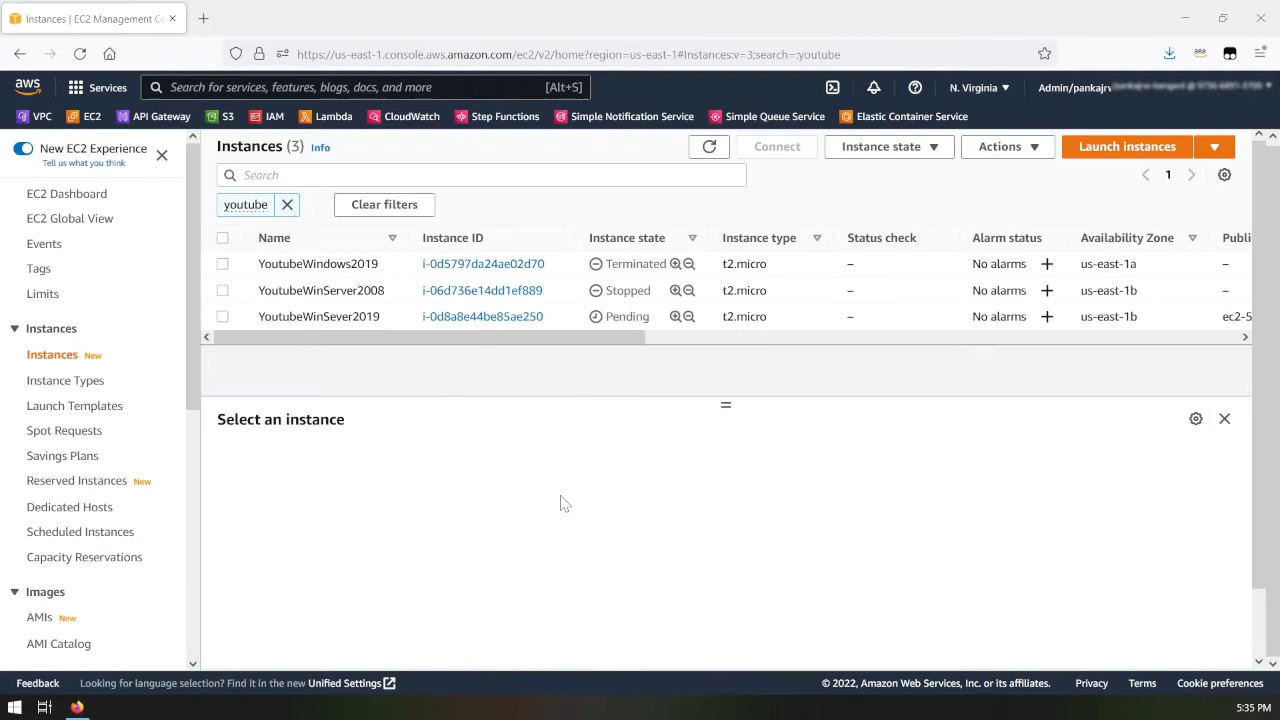 Instances | EC2 Management Co
https://us-east-1.console.aws.amazon.com/ec2/v2/home?region=us-east-1#Instances:v=3;search=:youtube
aws
Services
Search for services, features, blogs, docs, and more
[Alt+S]
N. Virginia
Admin/pankajrv
VPC
EC2
API Gateway
S3
IAM
Lambda
CloudWatch
Step Functions
Simple Notification Service
Simple Queue Service
Elastic Container Service
New EC2 Experience
Tell us what you think
EC2 Dashboard
EC2 Global View
Events
Tags
Limits
Instances
Instances New
Instance Types
Launch Templates
Spot Requests
Savings Plans
Reserved Instances New
Dedicated Hosts
Scheduled Instances
Capacity Reservations
Images
AMIs New
AMI Catalog
Instances (3) Info
Connect
Instance state
Actions
Launch instances
Search
1
youtube
Clear filters
Name Instance ID Instance state Instance type Status check Alarm status Availability Zone Publi
YoutubeWindows2019 i-0d5797da24ae02d70 Terminated t2.micro – No alarms + us-east-1a –
YoutubeWinServer2008 i-06d736e14dd1ef889 Stopped t2.micro – No alarms + us-east-1b –
YoutubeWinSever2019 i-0d8a8e44be85ae250 Pending t2.micro – No alarms + us-east-1b ec2-5
Select an instance
Feedback
Looking for language selection? Find it in the new Unified Settings
© 2022, Amazon Web Services, Inc. or its affiliates.
Privacy
Terms
Cookie preferences
5:35 PM